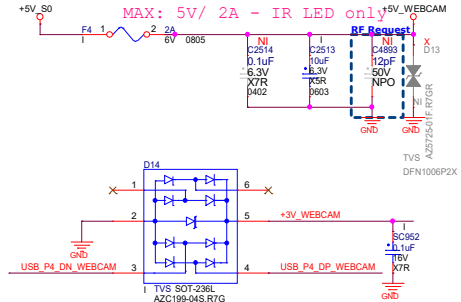 MAX: 5V/ 2A - IR LED only
+5V_S0
+5V_WEBCAM
F4
1
2
2A
I
6V
0805
RF Request
NI
C2514
0.1uF
6.3V
X7R
0402
I
C2513
10uF
6.3V
X5R
0603
NI
C4893
12pF
50V
NPO
X
D13
NI
AZ5725-01F.R7GR
TVS
DFN1006P2X
GND
GND
D14
1
6
2
5
+3V_WEBCAM
GND
USB_P4_DN_WEBCAM
3
4
USB_P4_DP_WEBCAM
I
SC952
0.1uF
16V
X7R
GND
I
TVS SOT-236L
AZC199-04S.R7G